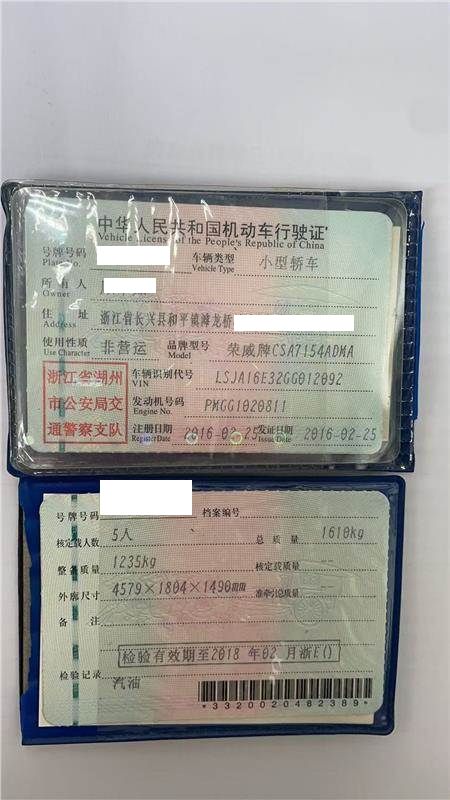 中华人民共和国机动车行驶证
Vehicle License of the People's Republic of China
号牌号码 Plate No. 车辆类型 Vehicle Type 小型轿车
所有人 Owner
住址 Address 浙江省长兴县和平镇滩龙桥
使用性质 Use Character 非营运 品牌型号 Model 荣威牌CSA7154ADMA
浙江省湖州
市公安局交
通警察支队
车辆识别代号 VIN LSJA16E32GG012092
发动机号码 Engine No. PMGG1020811
注册日期 Register Date 2016-02-25 发证日期 Issue Date 2016-02-25
号牌号码 档案编号
核定载人数 5人 总质量 1610kg
整备质量 1235kg 核定载质量 --
外廓尺寸 4579×1804×1490mm 准牵引总质量 --
备注
检验有效期至2018年02月浙E()
检验记录
汽油
*3320020482389*